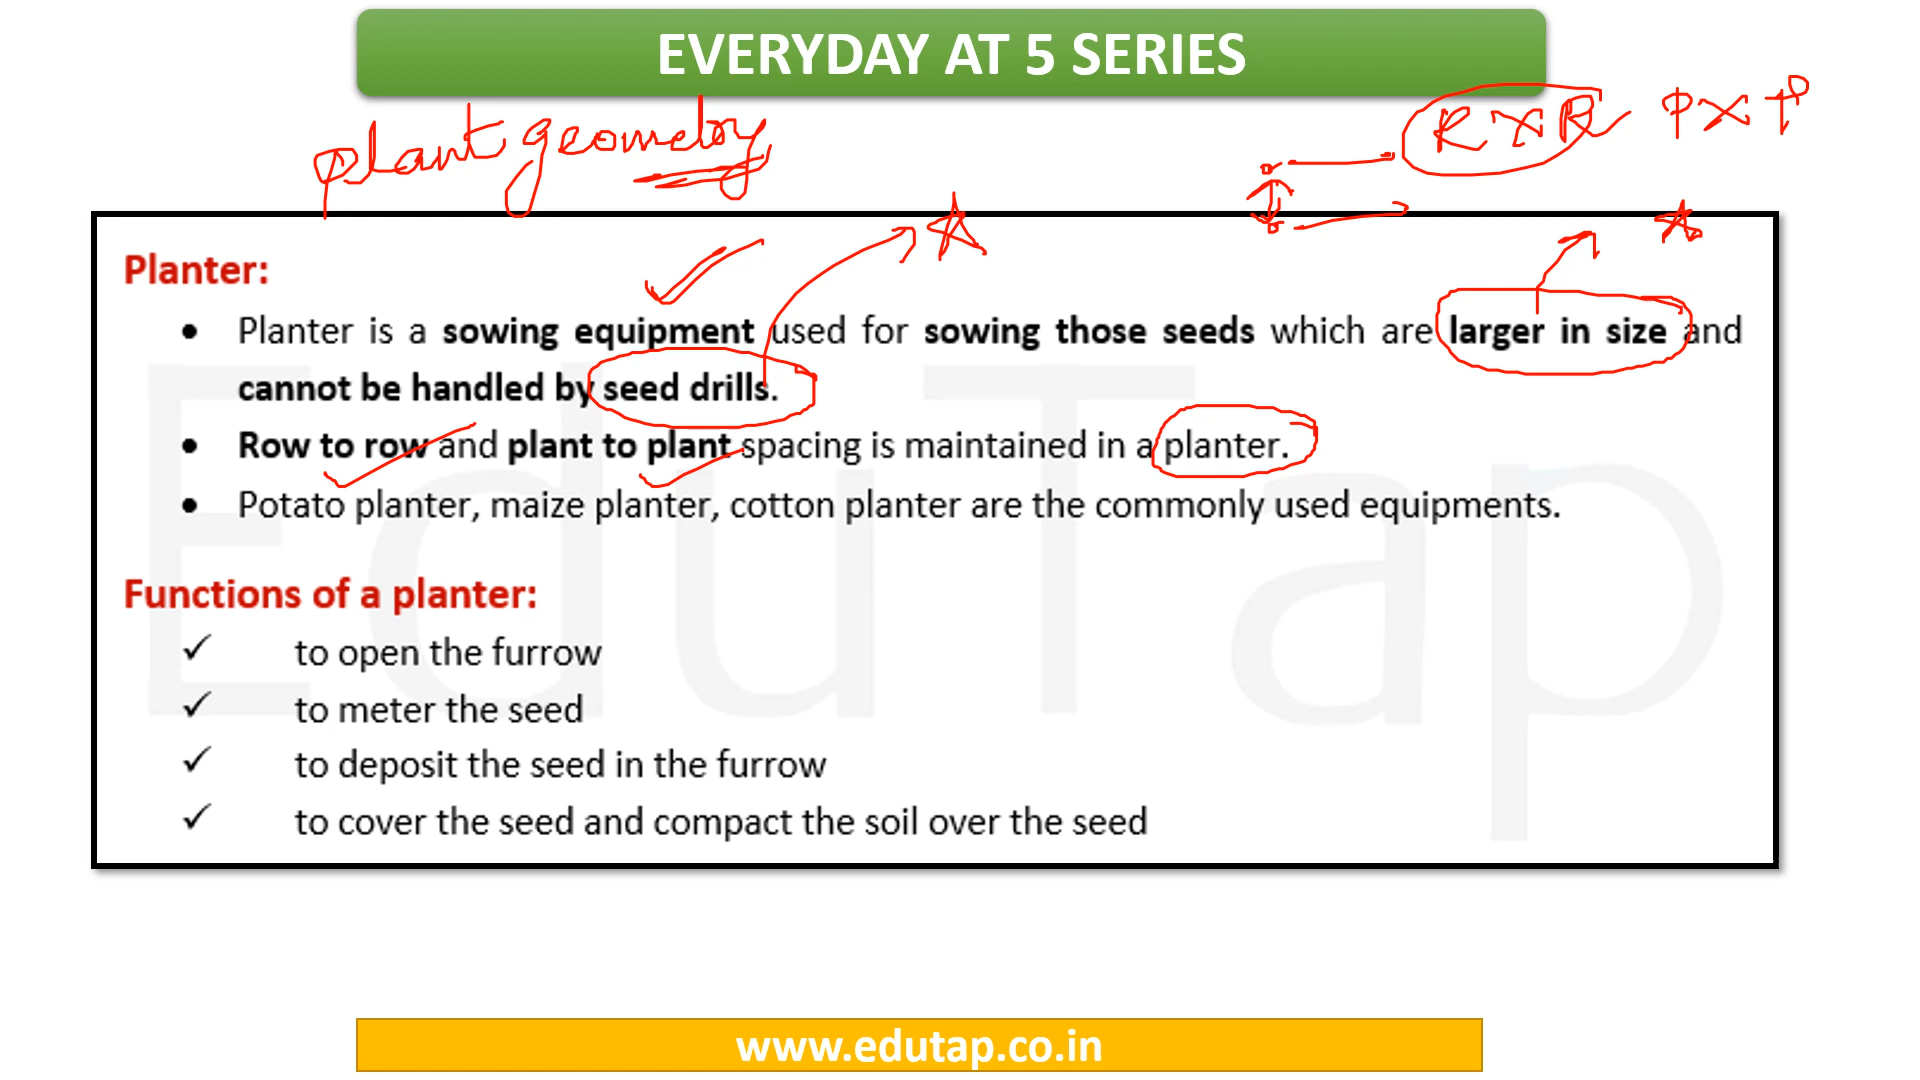 EVERYDAY AT 5 SERIES
plant geometry
R X R P X P
Planter:
• Planter is a sowing equipment used for sowing those seeds which are larger in size and
cannot be handled by seed drills.
• Row to row and plant to plant spacing is maintained in a planter.
• Potato planter, maize planter, cotton planter are the commonly used equipments.
Functions of a planter:
✓ to open the furrow
✓ to meter the seed
✓ to deposit the seed in the furrow
✓ to cover the seed and compact the soil over the seed
EduTap
www.edutap.co.in